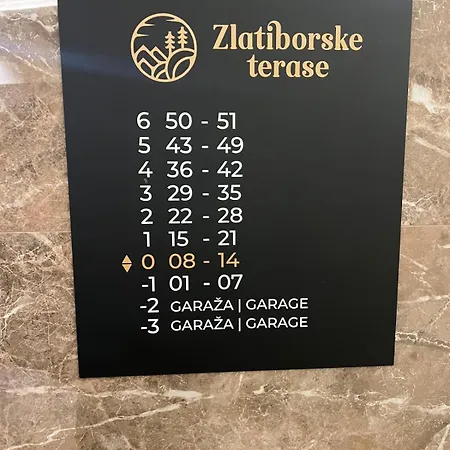 Zlatiborske
terase
6 50 - 51
5 43 - 49
4 36 - 42
3 29 - 35
2 22 - 28
1 15 - 21
0 08 - 14
-1 01 - 07
-2 GARAŽA | GARAGE
-3 GARAŽA | GARAGE